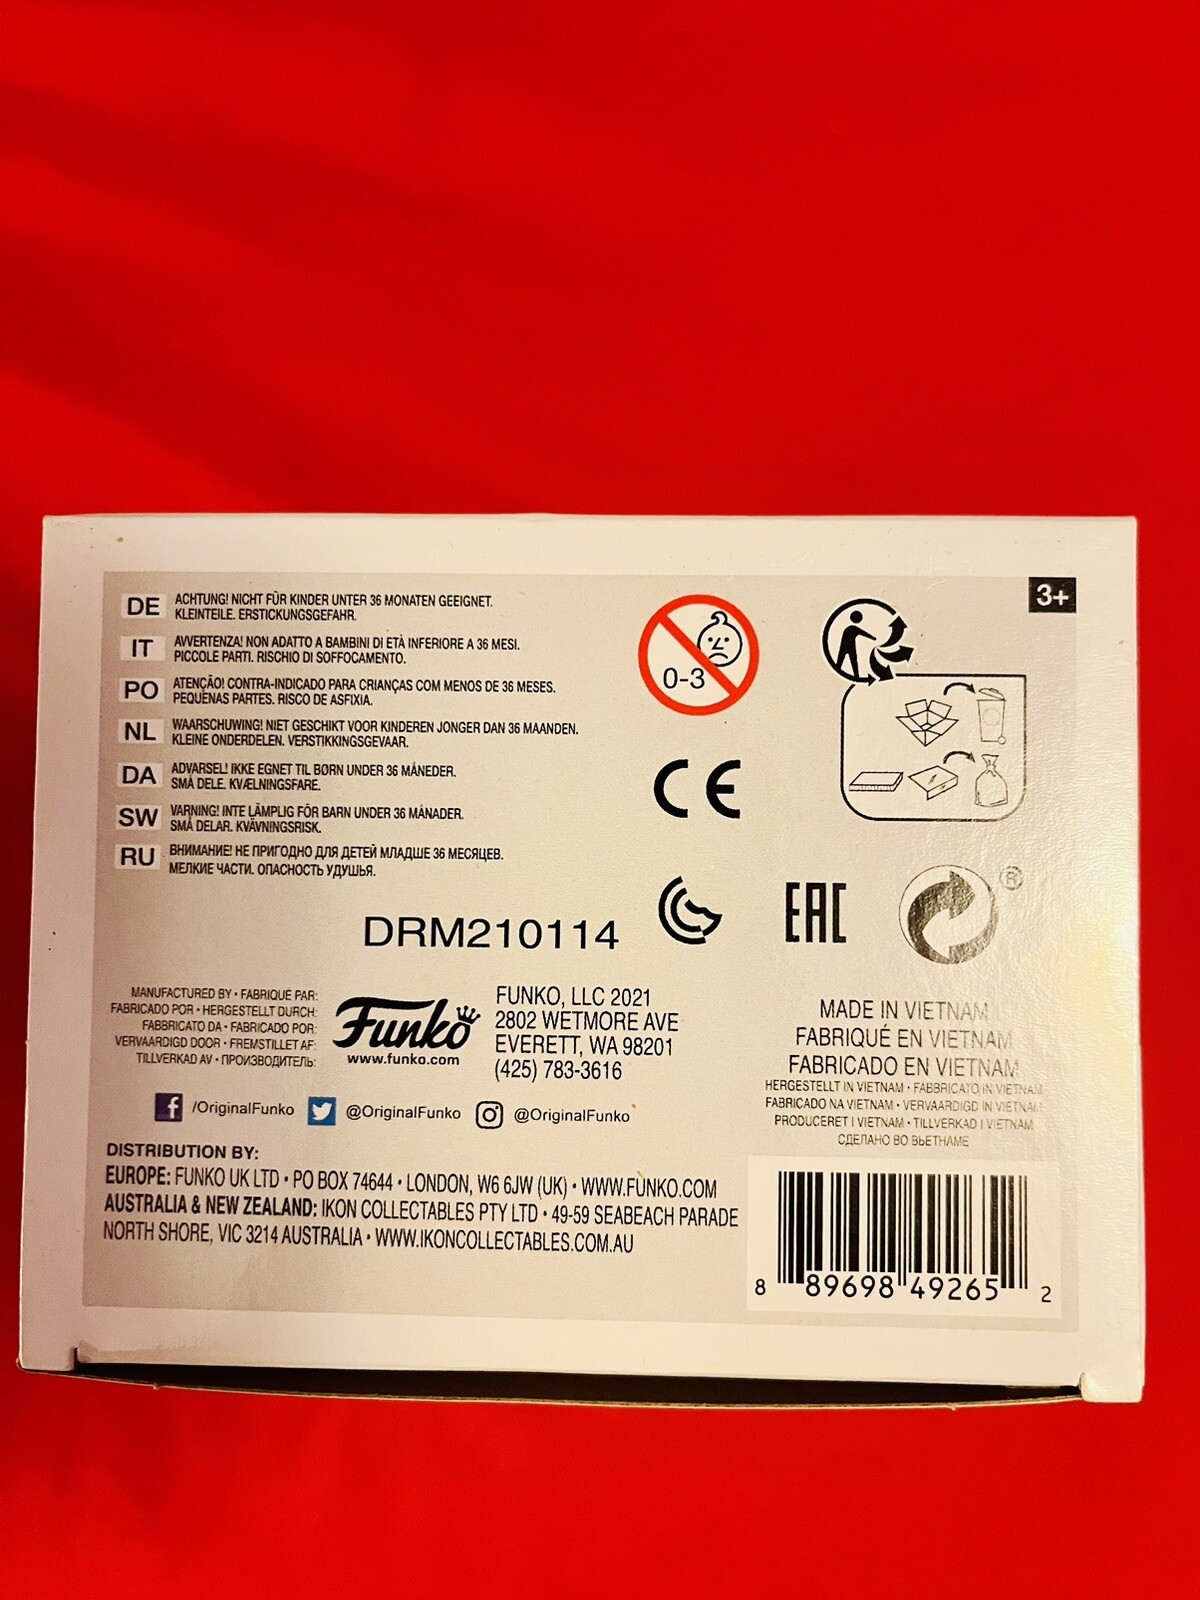 3+
DE ACHTUNG! NICHT FÜR KINDER UNTER 36 MONATEN GEEIGNET.
KLEINTEILE. ERSTICKUNGSGEFAHR.
IT AVVERTENZA! NON ADATTO A BAMBINI DI ETÀ INFERIORE A 36 MESI.
PICCOLE PARTI. RISCHIO DI SOFFOCAMENTO.
PO ATENÇÃO! CONTRA-INDICADO PARA CRIANÇAS COM MENOS DE 36 MESES.
PEQUENAS PARTES. RISCO DE ASFIXIA.
NL WAARSCHUWING! NIET GESCHIKT VOOR KINDEREN JONGER DAN 36 MAANDEN.
KLEINE ONDERDELEN. VERSTIKKINGSGEVAAR.
DA ADVARSEL! IKKE EGNET TIL BØRN UNDER 36 MÅNEDER.
SMÅ DELE. KVÆLNINGSFARE.
SW VARNING! INTE LÄMPLIG FÖR BARN UNDER 36 MÅNADER.
SMÅ DELAR. KVÄVNINGSRISK.
RU ВНИМАНИЕ! НЕ ПРИГОДНО ДЛЯ ДЕТЕЙ МЛАДШЕ 36 МЕСЯЦЕВ.
МЕЛКИЕ ЧАСТИ. ОПАСНОСТЬ УДУШЬЯ.
0-3
CE
EAC
®
DRM210114
MANUFACTURED BY • FABRIQUÉ PAR:
FABRICADO POR • HERGESTELLT DURCH:
FABBRICATO DA • FABRICADO POR:
VERVAARDIGD DOOR • FREMSTILLET AF:
TILLVERKAD AV • ПРОИЗВОДИТЕЛЬ:
Funko
www.funko.com
FUNKO, LLC 2021
2802 WETMORE AVE
EVERETT, WA 98201
(425) 783-3616
MADE IN VIETNAM
FABRIQUÉ EN VIETNAM
FABRICADO EN VIETNAM
HERGESTELLT IN VIETNAM • FABBRICATO IN VIETNAM
FABRICADO NA VIETNAM • VERVAARDIGD IN VIETNAM
PRODUCERET I VIETNAM • TILLVERKAD I VIETNAM
СДЕЛАНО ВО ВЬЕТНАМЕ
f /OriginalFunko @OriginalFunko @OriginalFunko
DISTRIBUTION BY:
EUROPE: FUNKO UK LTD • PO BOX 74644 • LONDON, W6 6JW (UK) • WWW.FUNKO.COM
AUSTRALIA & NEW ZEALAND: IKON COLLECTABLES PTY LTD • 49-59 SEABEACH PARADE
NORTH SHORE, VIC 3214 AUSTRALIA • WWW.IKONCOLLECTABLES.COM.AU
8 89698 49265 2